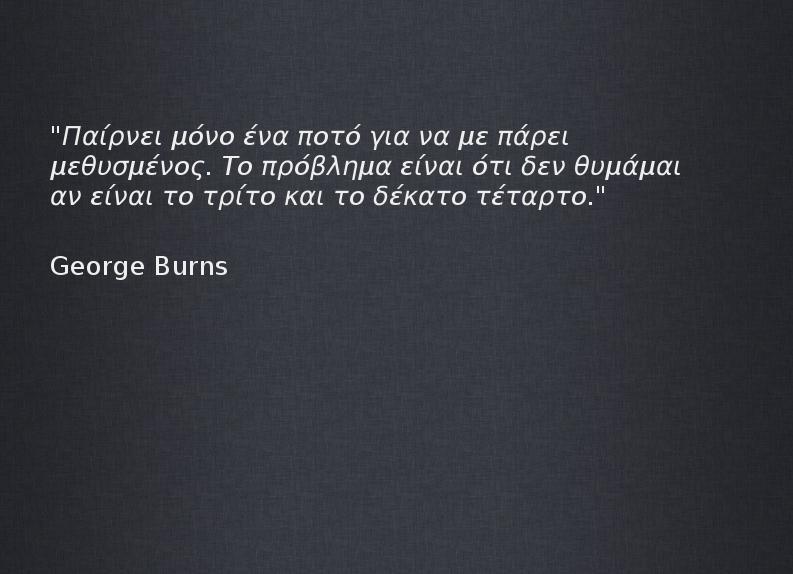 "Παίρνει μόνο ένα ποτό για να με πάρει
μεθυσμένος. Το πρόβλημα είναι ότι δεν θυμάμαι
αν είναι το τρίτο και το δέκατο τέταρτο."
George Burns